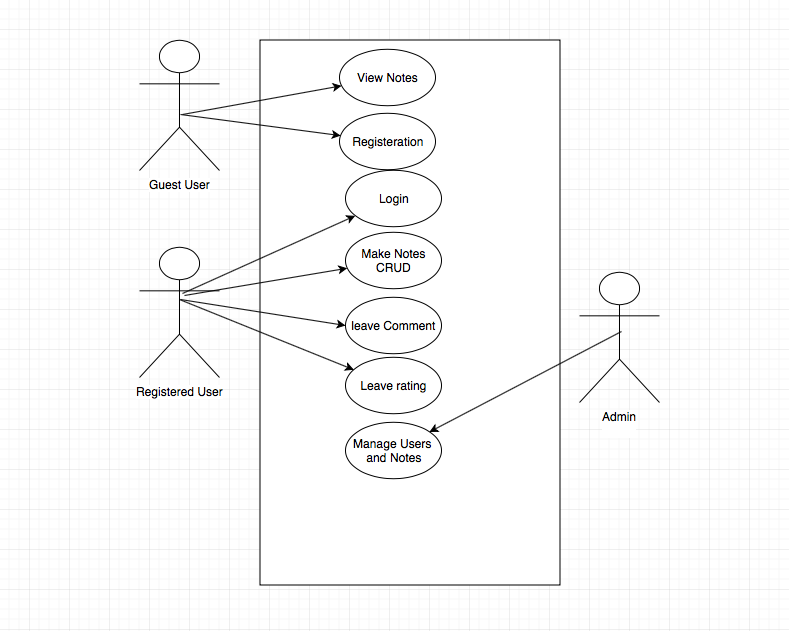 View Notes
Registeration
Guest User
Login
Make Notes
CRUD
leave Comment
Registered User
Leave rating
Admin
Manage Users
and Notes